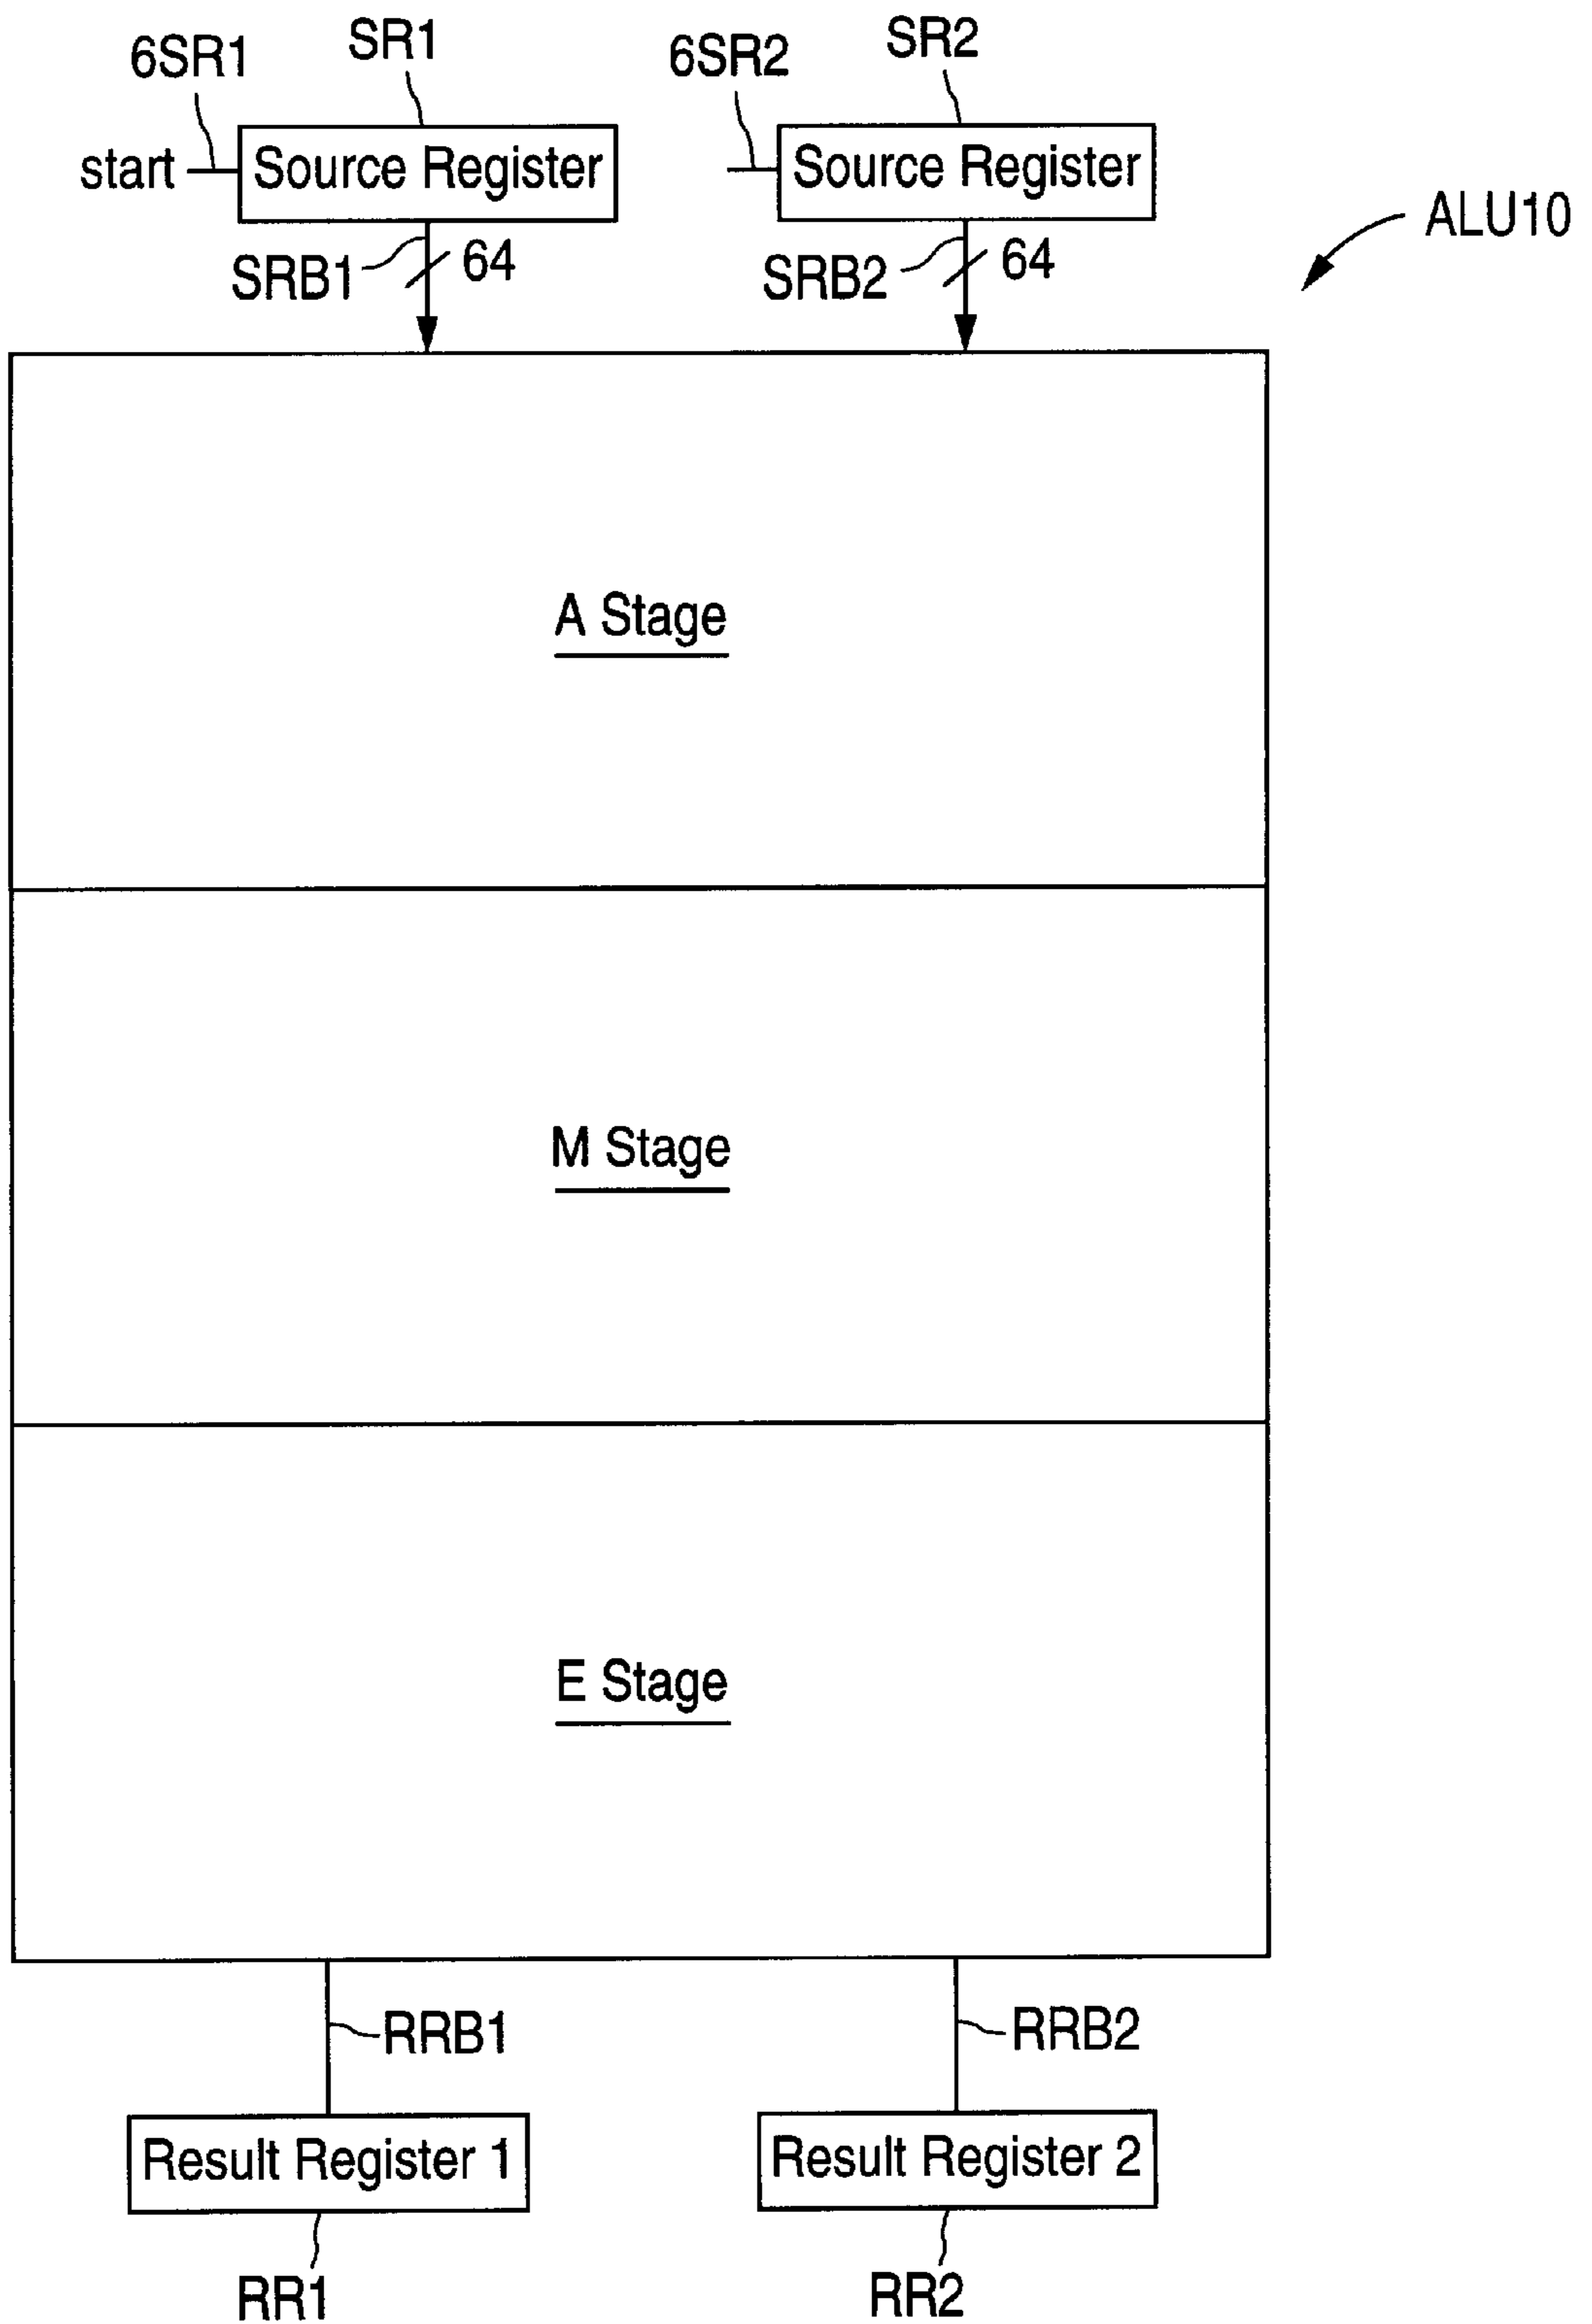 6SR1 SR1 6SR2 SR2
start Source Register Source Register
ALU10
SRB1 64 SRB2 64
A Stage
M Stage
E Stage
RRB1 RRB2
Result Register 1 Result Register 2
RR1 RR2